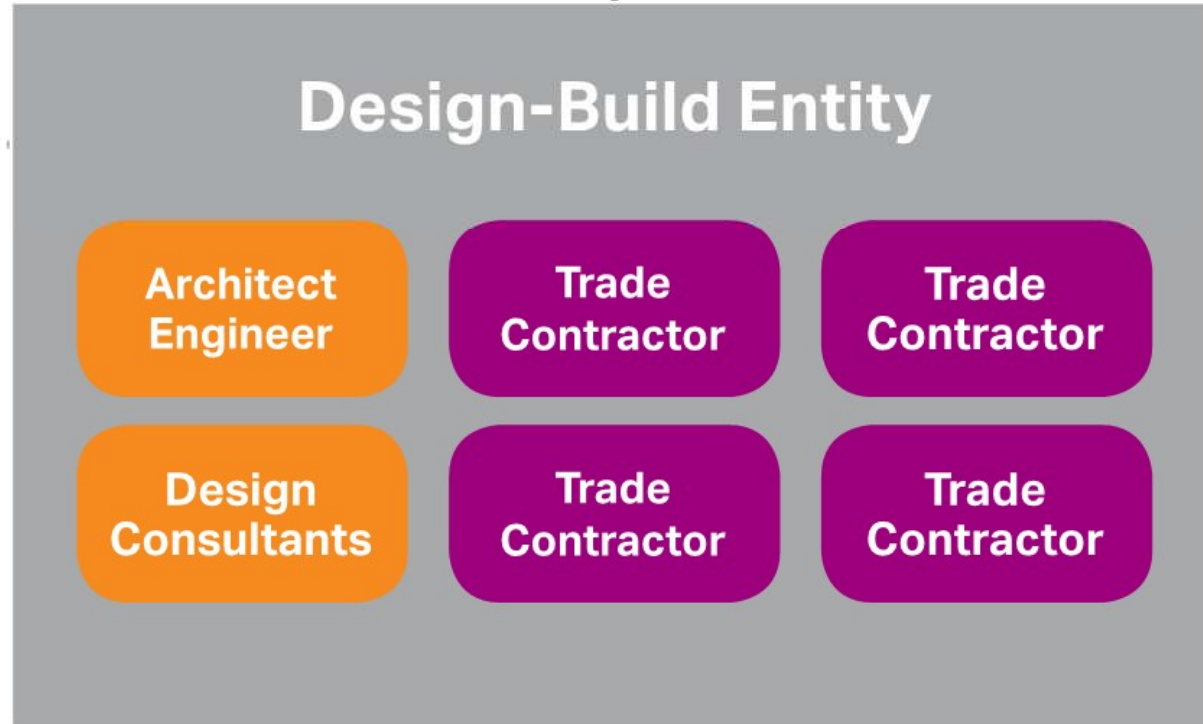 Design-Build Entity
Architect
Engineer
Trade
Contractor
Trade
Contractor
Design
Consultants
Trade
Contractor
Trade
Contractor